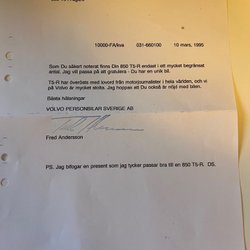 10000-FA/kva 031-660100 10 mars, 1995
Som Du säkert noterat finns Din 850 T5-R endast i ett mycket begränsat
antal. Jag vill passa på att gratulera - Du har en unik bil.
T5-R har överösts med lovord från motorjournalister i hela världen, och vi
på Volvo är mycket stolta. Jag hoppas att Du också är nöjd med bilen.
Bästa hälsningar
VOLVO PERSONBILAR SVERIGE AB
Fred Andersson
PS. Jag bifogar en present som jag tycker passar bra till en 850 T5-R. DS.